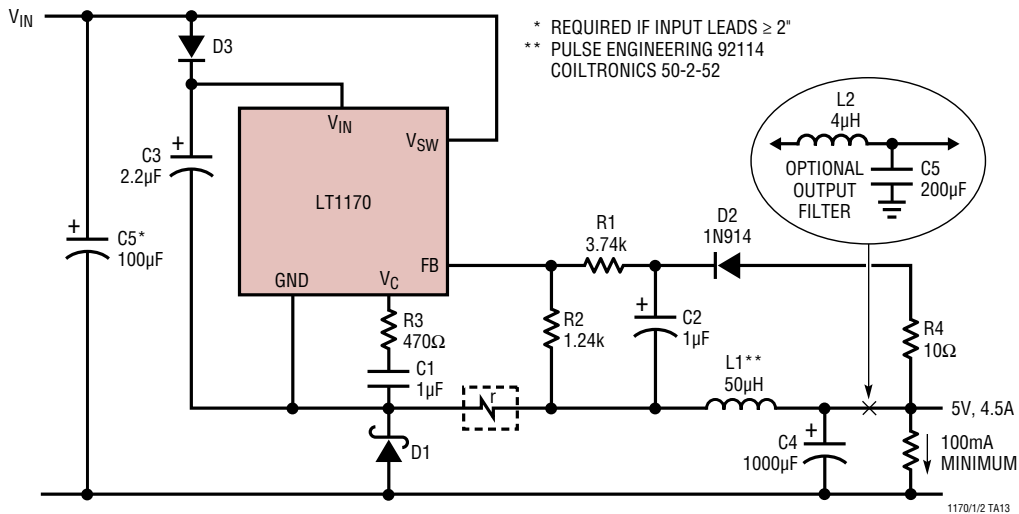 VIN
D3
* REQUIRED IF INPUT LEADS ≥ 2"
** PULSE ENGINEERING 92114
COILTRONICS 50-2-52
L2
4µH
OPTIONAL
OUTPUT
FILTER
C5
200µF
VIN
VSW
C3
2.2µF
LT1170
C5*
100µF
R1
3.74k
D2
1N914
FB
GND
VC
R3
470Ω
R2
1.24k
C2
1µF
R4
10Ω
C1
1µF
r
L1**
50µH
5V, 4.5A
D1
C4
1000µF
100mA
MINIMUM
1170/1/2 TA13